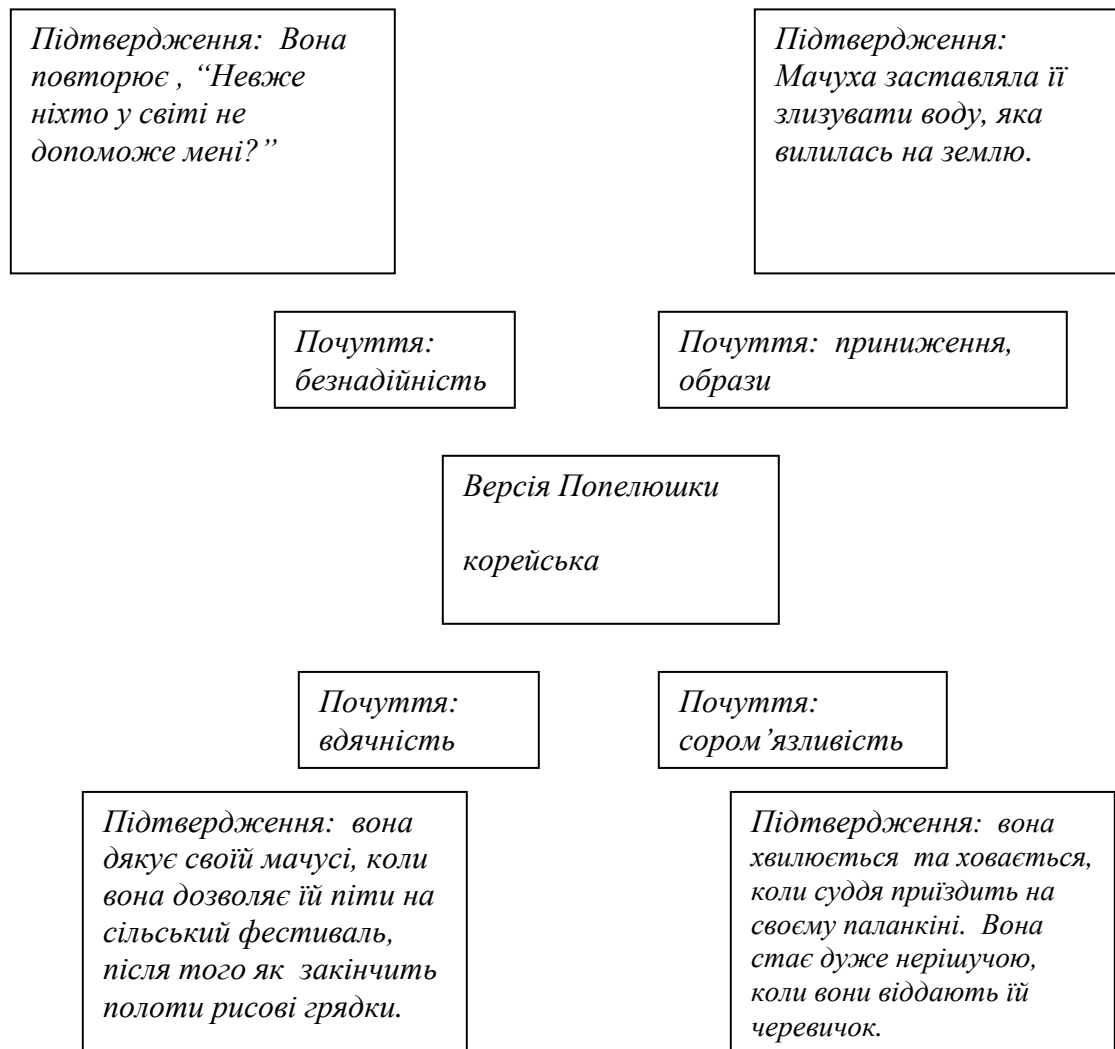 Підтвердження:  Вона
повторює , “Невже
ніхто у світі не
допоможе мені?”
Підтвердження:
Мачуха заставляла її
злизувати воду, яка
вилилась на землю.
Почуття:
безнадійність
Почуття:  приниження,
образи
Версія Попелюшки
корейська
Почуття:
вдячність
Почуття:
сором’язливість
Підтвердження:  вона
дякує своїй мачусі, коли
вона дозволяє їй піти на
сільський фестиваль,
після того як  закінчить
полоти рисові грядки.
Підтвердження:  вона
хвилюється  та ховається,
коли суддя приїздить на
своєму паланкіні.  Вона
стає дуже нерішучою,
коли вони віддають їй
черевичок.